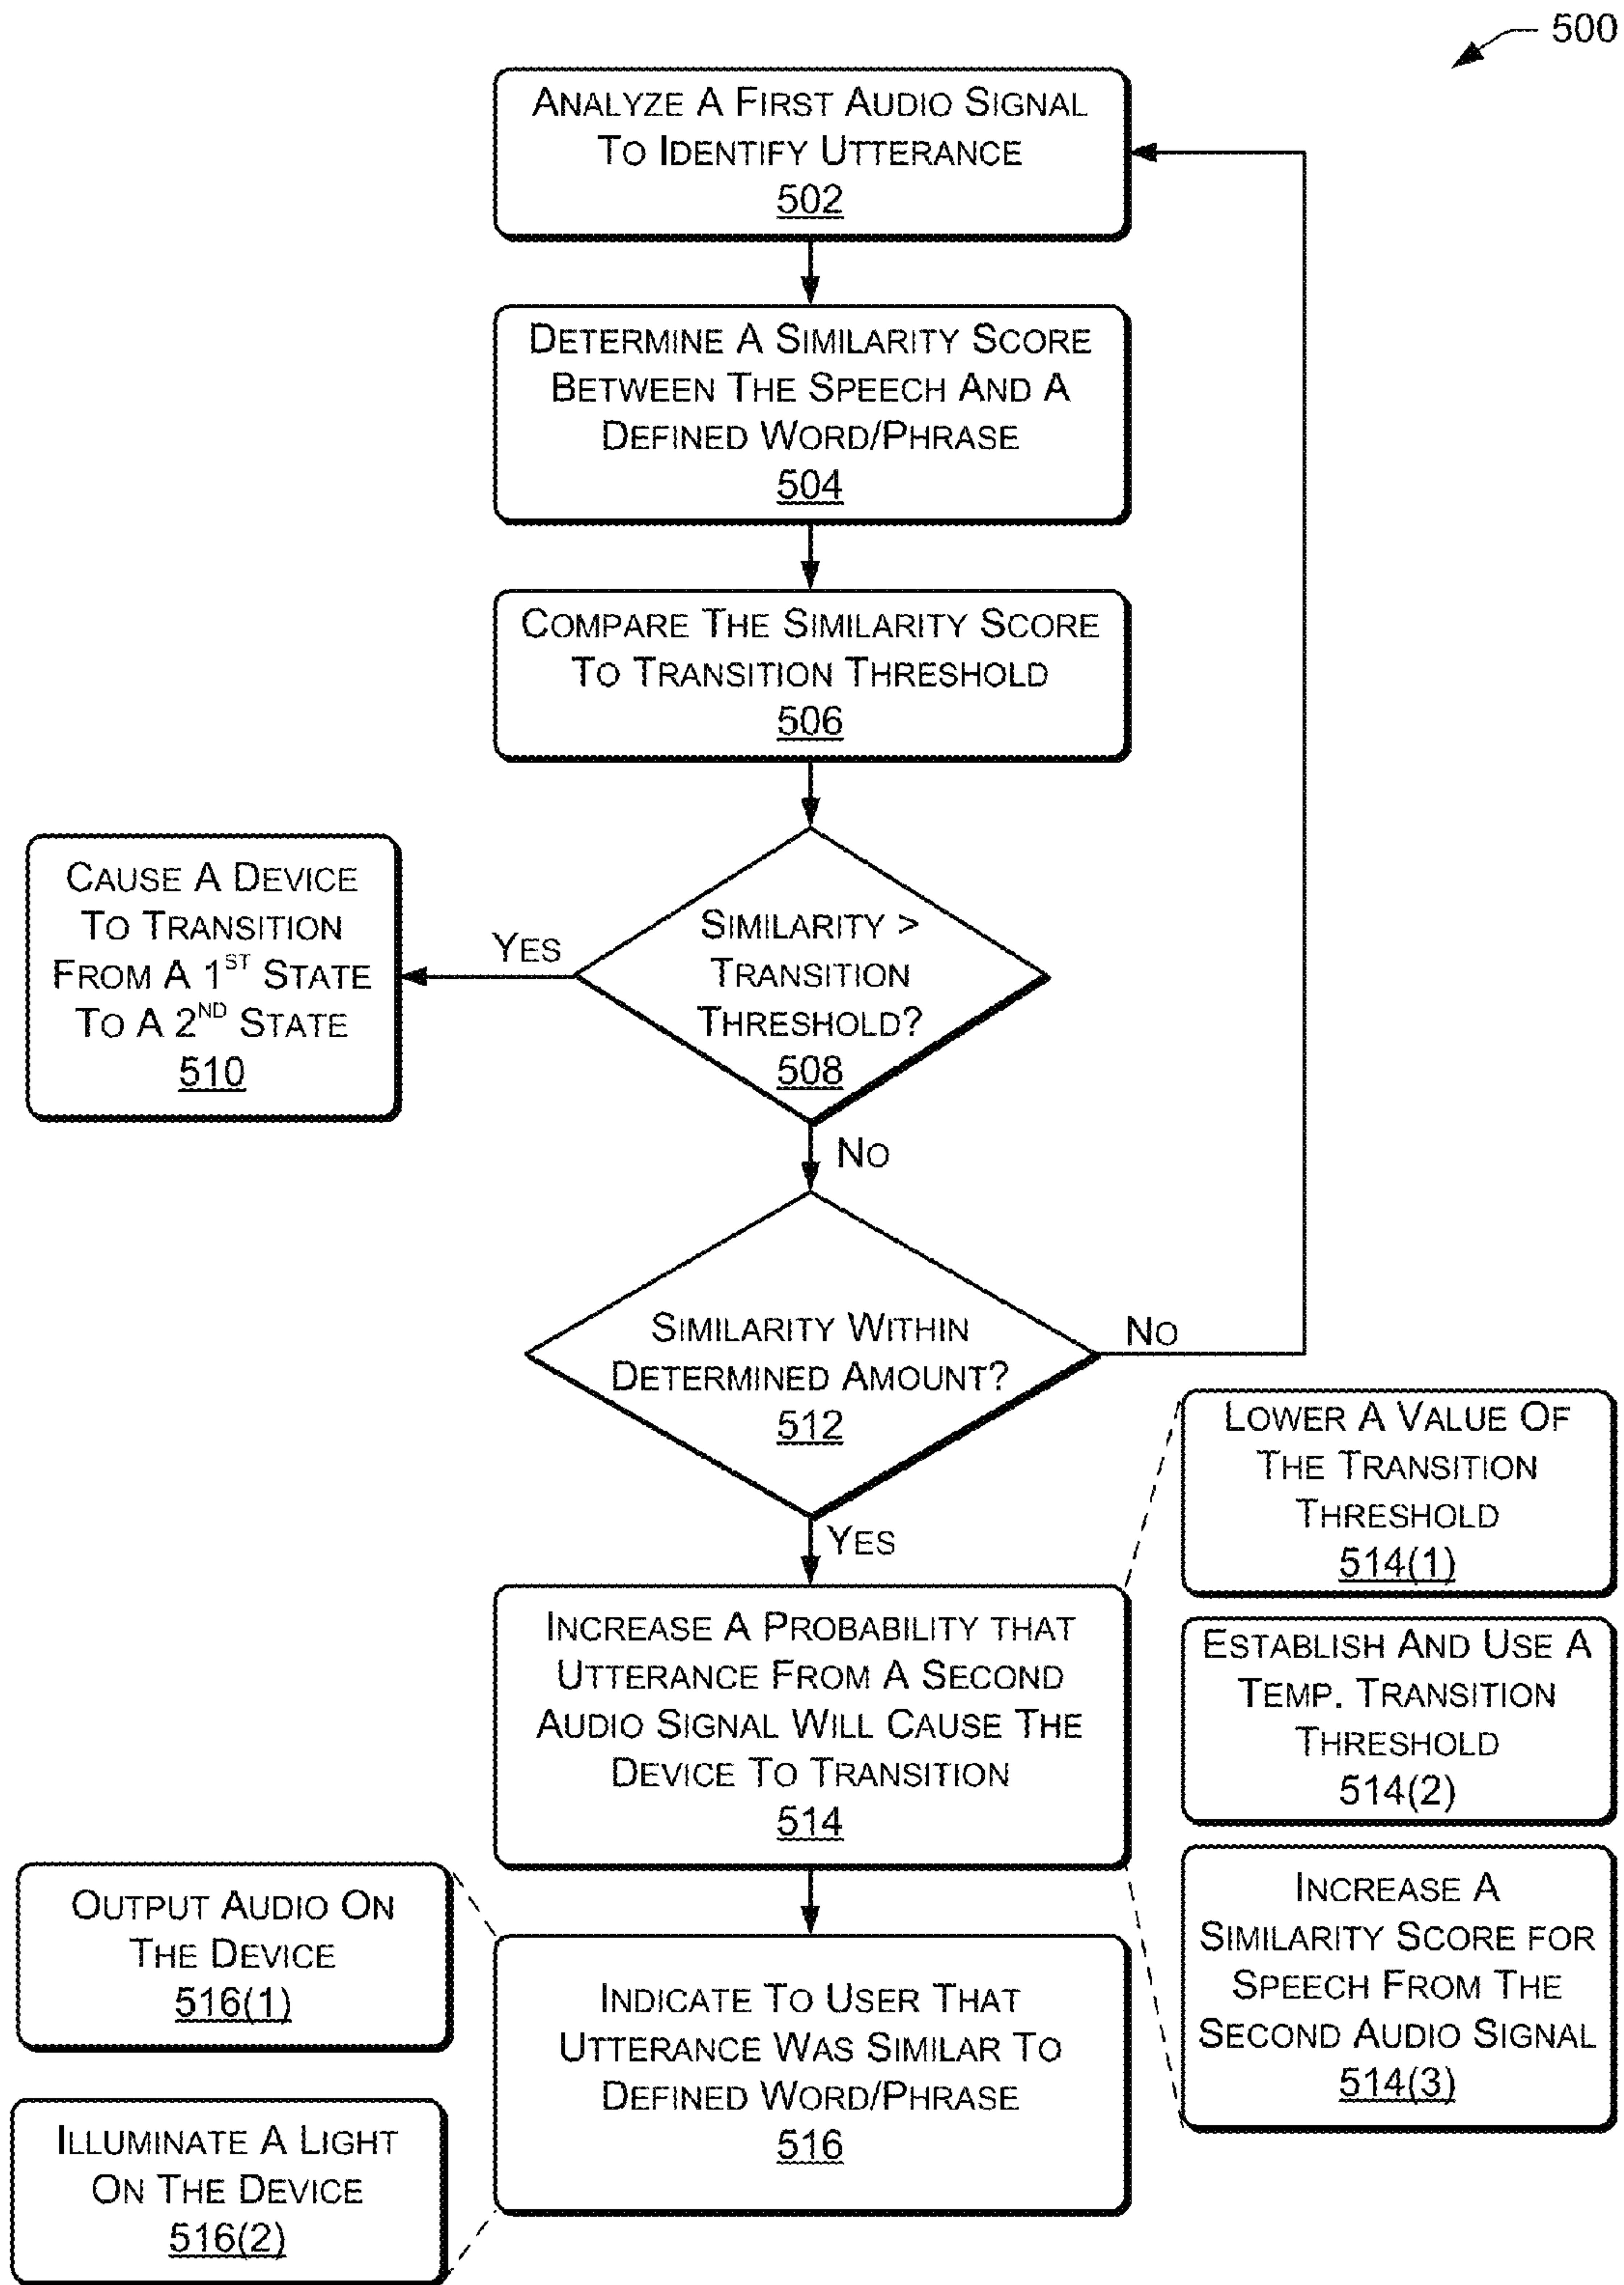 500
ANALYZE A FIRST AUDIO SIGNAL
TO IDENTIFY UTTERANCE
502
DETERMINE A SIMILARITY SCORE
BETWEEN THE SPEECH AND A
DEFINED WORD/PHRASE
504
COMPARE THE SIMILARITY SCORE
TO TRANSITION THRESHOLD
506
CAUSE A DEVICE
TO TRANSITION
FROM A 1ST STATE
TO A 2ND STATE
510
YES
SIMILARITY >
TRANSITION
THRESHOLD?
508
NO
SIMILARITY WITHIN
DETERMINED AMOUNT?
512
NO
YES
LOWER A VALUE OF
THE TRANSITION
THRESHOLD
514(1)
INCREASE A PROBABILITY THAT
UTTERANCE FROM A SECOND
AUDIO SIGNAL WILL CAUSE THE
DEVICE TO TRANSITION
514
ESTABLISH AND USE A
TEMP. TRANSITION
THRESHOLD
514(2)
INCREASE A
SIMILARITY SCORE FOR
SPEECH FROM THE
SECOND AUDIO SIGNAL
514(3)
OUTPUT AUDIO ON
THE DEVICE
516(1)
INDICATE TO USER THAT
UTTERANCE WAS SIMILAR TO
DEFINED WORD/PHRASE
516
ILLUMINATE A LIGHT
ON THE DEVICE
516(2)